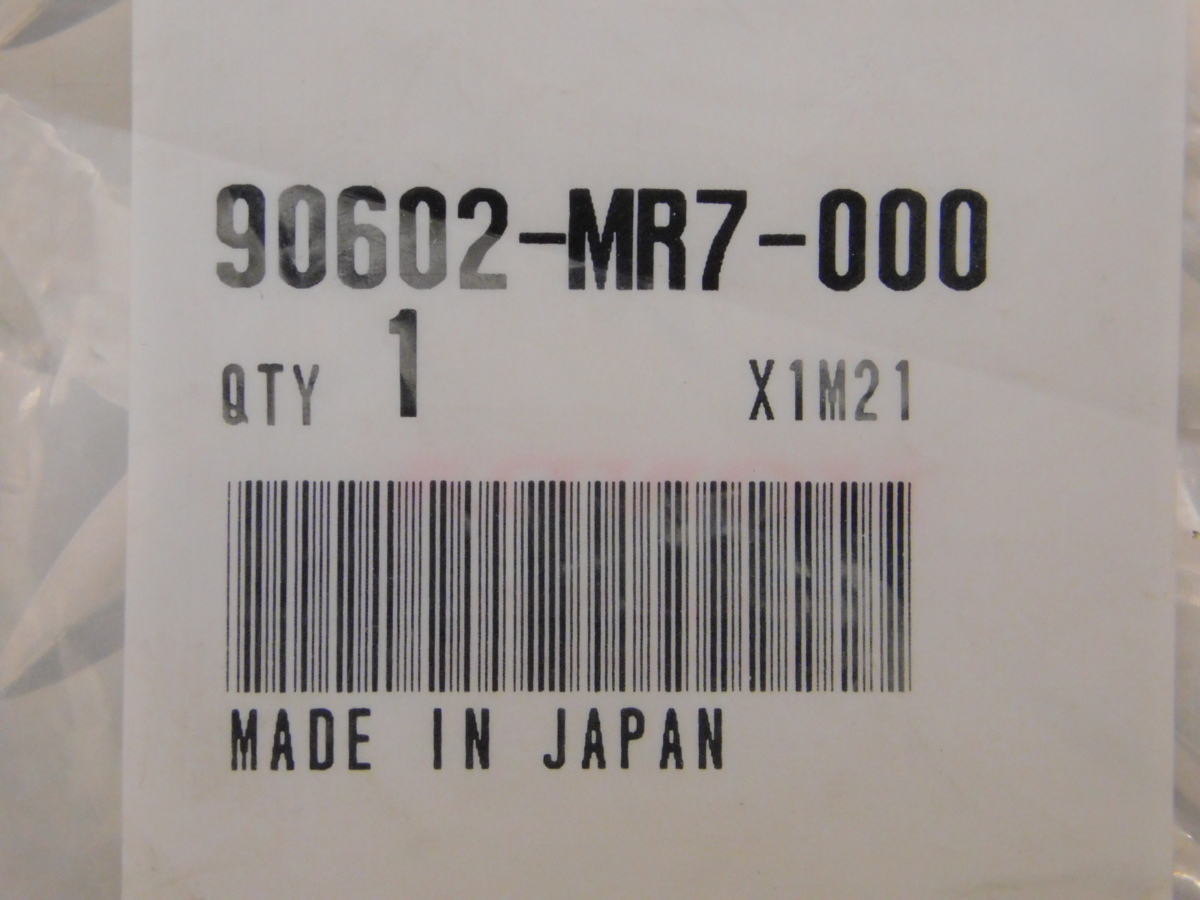 90602-MR7-000
QTY 1 X1M21
MADE IN JAPAN